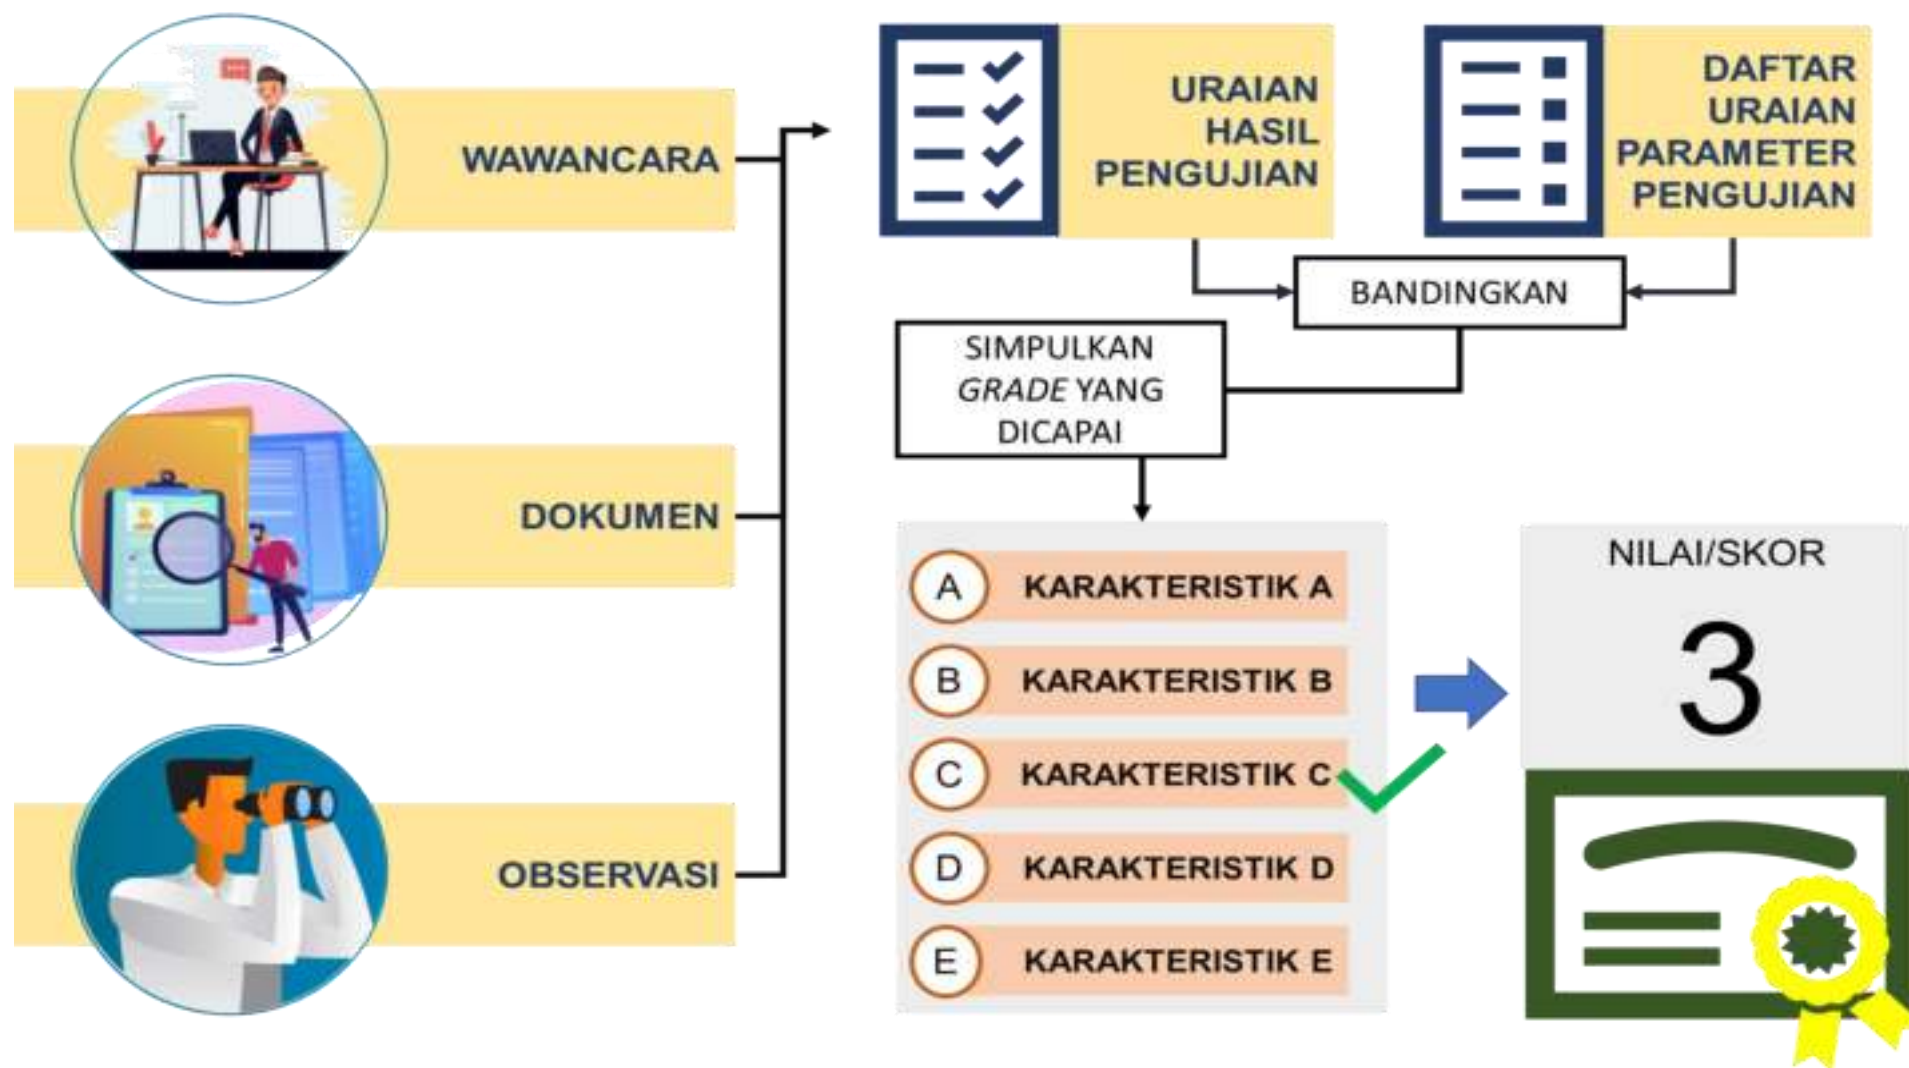 WAWANCARA
DOKUMEN
OBSERVASI
URAIAN
HASIL
PENGUJIAN
DAFTAR
URAIAN
PARAMETER
PENGUJIAN
BANDINGKAN
SIMPULKAN
GRADE YANG
DICAPAI
A KARAKTERISTIK A
B KARAKTERISTIK B
C KARAKTERISTIK C
D KARAKTERISTIK D
E KARAKTERISTIK E
NILAI/SKOR
3